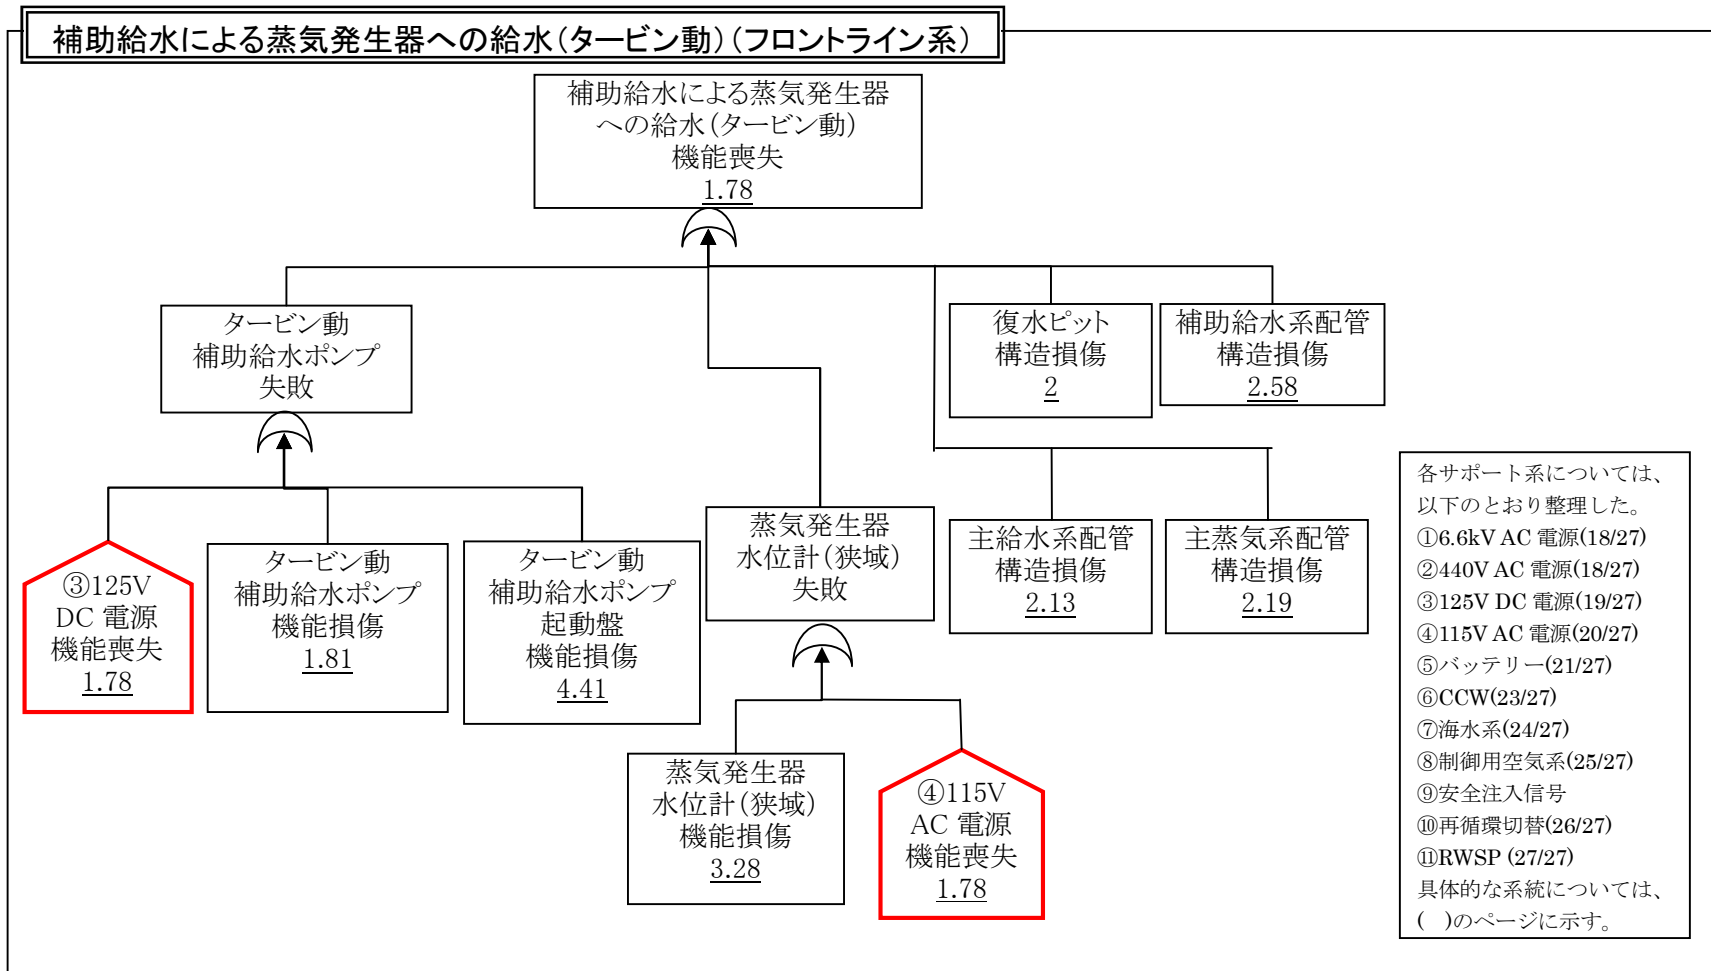 補助給水による蒸気発生器への給水(タービン動)(フロントライン系)
補助給水による蒸気発生器
への給水(タービン動)
機能喪失
1.78
タービン動
補助給水ポンプ
失敗
復水ピット
構造損傷
2
補助給水系配管
構造損傷
2.58
③125V
DC 電源
機能喪失
1.78
タービン動
補助給水ポンプ
機能損傷
1.81
タービン動
補助給水ポンプ
起動盤
機能損傷
4.41
蒸気発生器
水位計(狭域)
失敗
主給水系配管
構造損傷
2.13
主蒸気系配管
構造損傷
2.19
蒸気発生器
水位計(狭域)
機能損傷
3.28
④115V
AC 電源
機能喪失
1.78
各サポート系については、
以下のとおり整理した。
①6.6kV AC 電源(18/27)
②440V AC 電源(18/27)
③125V DC 電源(19/27)
④115V AC 電源(20/27)
⑤バッテリー(21/27)
⑥CCW(23/27)
⑦海水系(24/27)
⑧制御用空気系(25/27)
⑨安全注入信号
⑩再循環切替(26/27)
⑪RWSP (27/27)
具体的な系統については、
(　)のページに示す。